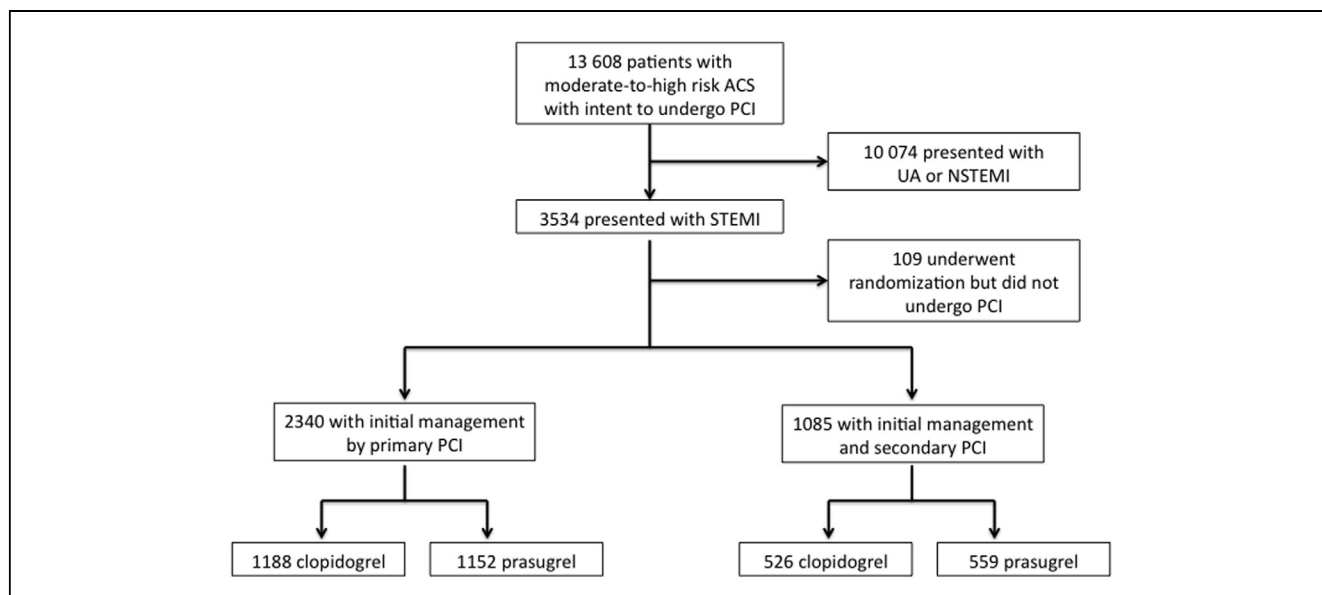 13 608 patients with
moderate-to-high risk ACS
with intent to undergo PCI
10 074 presented with
UA or NSTEMI
3534 presented with STEMI
109 underwent
randomization but did not
undergo PCI
2340 with initial management
by primary PCI
1085 with initial management
and secondary PCI
1188 clopidogrel
1152 prasugrel
526 clopidogrel
559 prasugrel